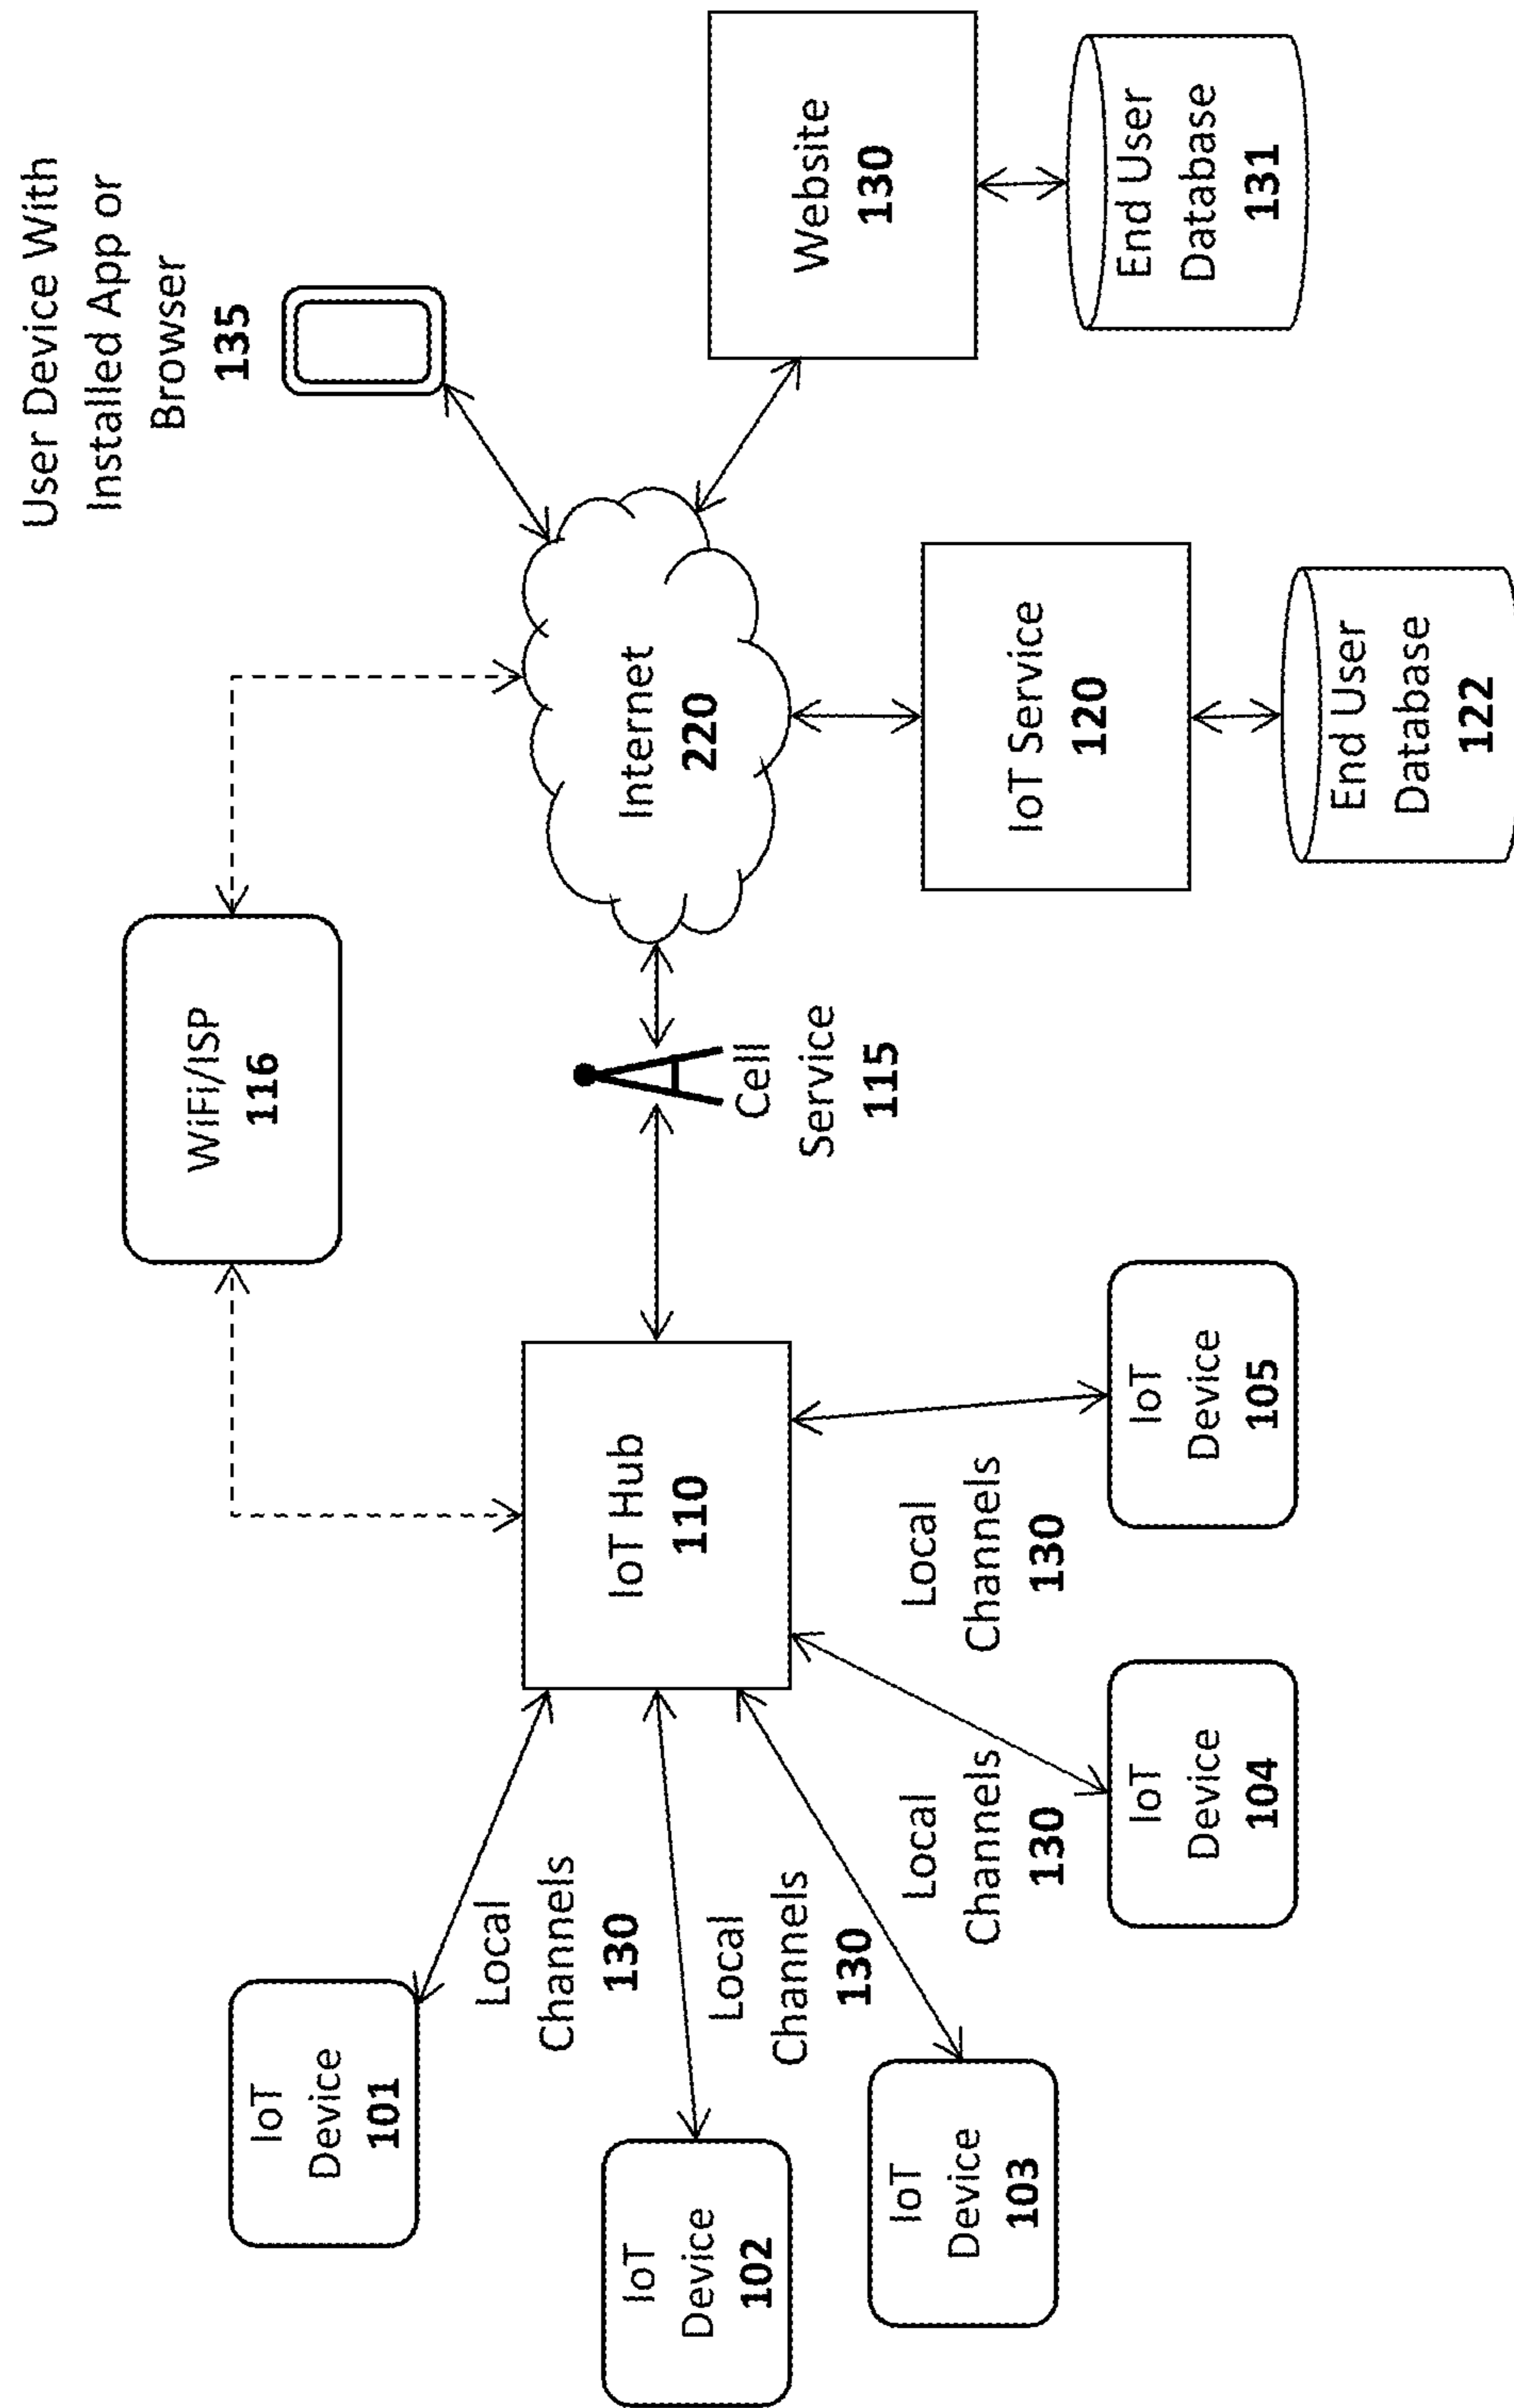 User Device With
Installed App or
Browser
135
WiFi/ISP
116
IoT
Device
101
Local
Channels
130
IoT
Device
102
Local
Channels
130
IoT
Device
103
IoT Hub
110
Local
Channels
130
IoT
Device
104
Local
Channels
130
IoT
Device
105
Cell
Service
115
Internet
220
IoT Service
120
End User
Database
122
Website
130
End User
Database
131